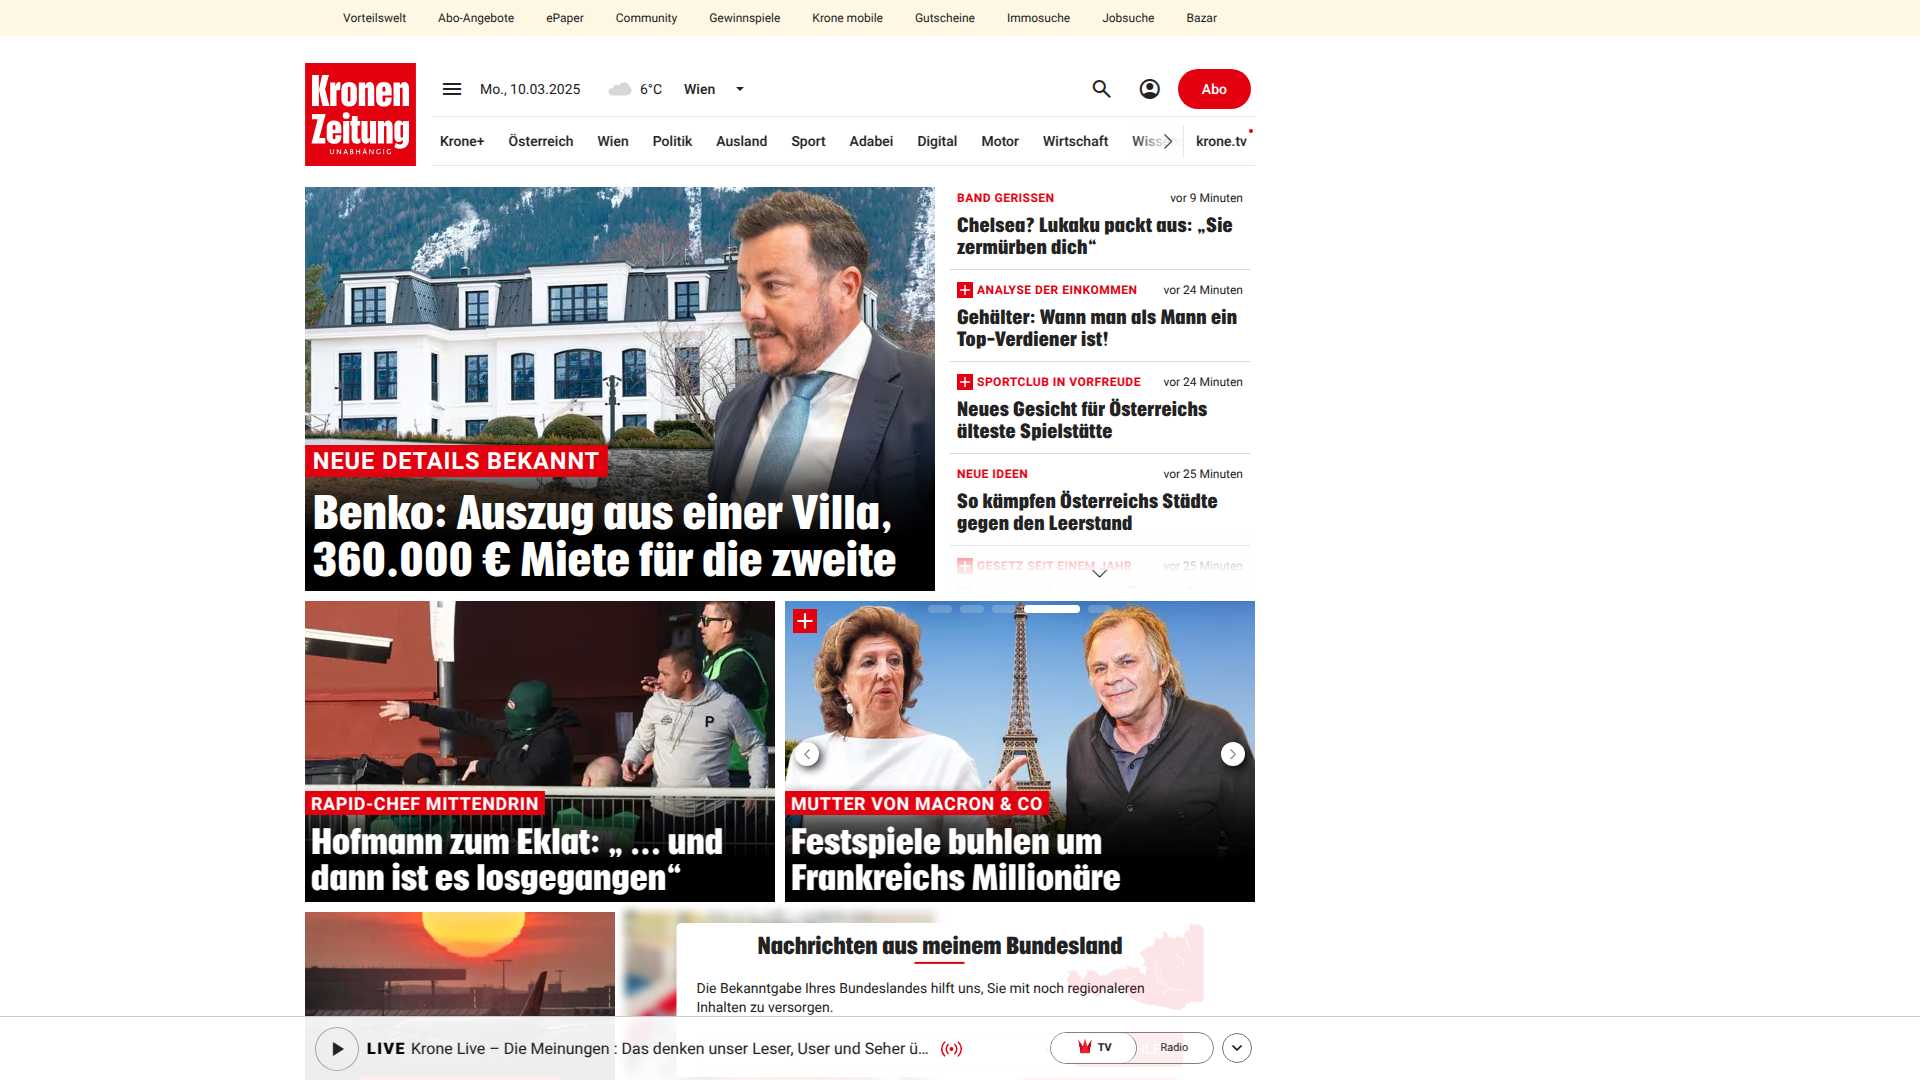 Vorteilswelt
Abo-Angebote
ePaper
Community
Gewinnspiele
Krone mobile
Gutscheine
Immosuche
Jobsuche
Bazar
Kronen
Zeitung
UNABHÄNGIG
Mo., 10.03.2025
6°C
Wien
Abo
Krone+
Österreich
Wien
Politik
Ausland
Sport
Adabei
Digital
Motor
Wirtschaft
krone.tv
NEUE DETAILS BEKANNT
Benko: Auszug aus einer Villa,
360.000 € Miete für die zweite
BAND GERISSEN
vor 9 Minuten
Chelsea? Lukaku packt aus: „Sie
zermürben dich“
ANALYSE DER EINKOMMEN
vor 24 Minuten
Gehälter: Wann man als Mann ein
Top-Verdiener ist!
SPORTCLUB IN VORFREUDE
vor 24 Minuten
Neues Gesicht für Österreichs
älteste Spielstätte
NEUE IDEEN
vor 25 Minuten
So kämpfen Österreichs Städte
gegen den Leerstand
GESETZ SEIT EINEM JAHR
vor 25 Minuten
P
RAPID-CHEF MITTENDRIN
Hofmann zum Eklat: „ ... und
dann ist es losgegangen“
MUTTER VON MACRON & CO
Festspiele buhlen um
Frankreichs Millionäre
Nachrichten aus meinem Bundesland
Die Bekanntgabe Ihres Bundeslandes hilft uns, Sie mit noch regionaleren
Inhalten zu versorgen.
LIVE Krone Live – Die Meinungen : Das denken unser Leser, User und Seher ü...
TV
Radio